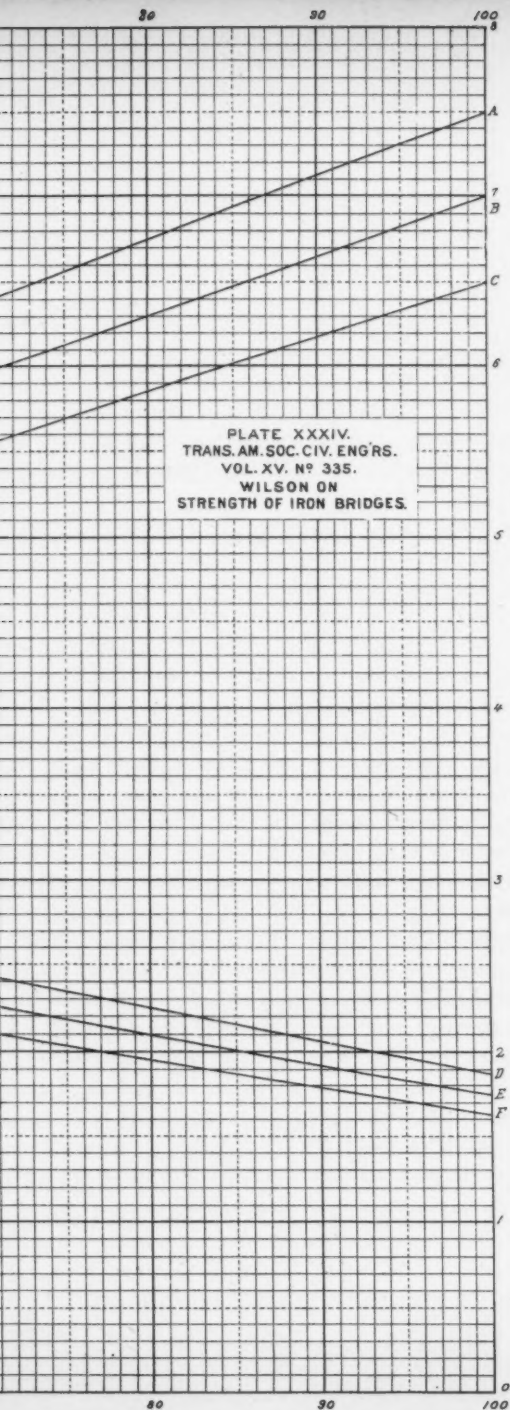 80 90 100
8
A
7
B
C
6
PLATE XXXIV.
TRANS. AM. SOC. CIV. ENG'RS.
VOL. XV. Nº 335.
WILSON ON
STRENGTH OF IRON BRIDGES.
5
4
3
2
D
E
F
1
0
80 90 100